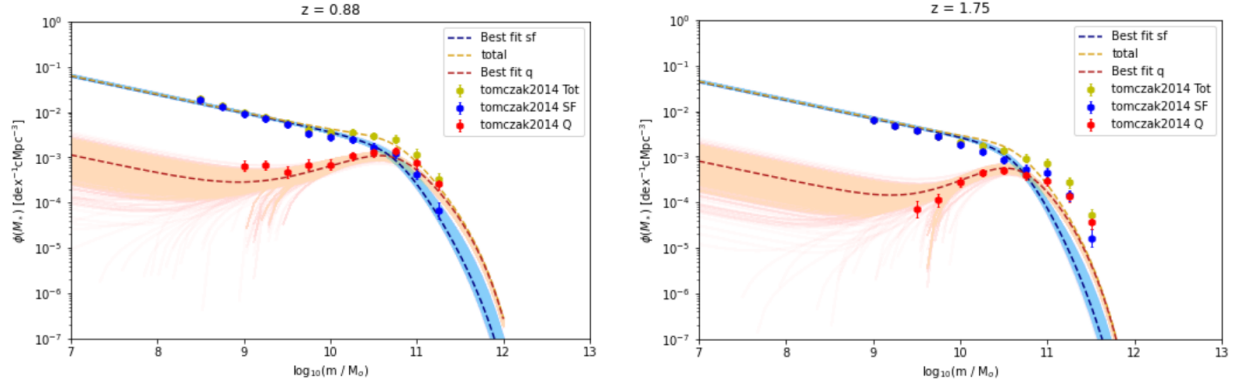 z = 0.88
10⁰
10⁻¹
10⁻²
10⁻³
10⁻⁴
10⁻⁵
10⁻⁶
10⁻⁷
ϕ(M⋆) [dex⁻¹cMpc⁻³]
Best fit sf
total
Best fit q
tomczak2014 Tot
tomczak2014 SF
tomczak2014 Q
7 8 9 10 11 12 13
log₁₀(m / Mₒ)
z = 1.75
10⁰
10⁻¹
10⁻²
10⁻³
10⁻⁴
10⁻⁵
10⁻⁶
10⁻⁷
ϕ(M⋆) [dex⁻¹cMpc⁻³]
Best fit sf
total
Best fit q
tomczak2014 Tot
tomczak2014 SF
tomczak2014 Q
7 8 9 10 11 12 13
log₁₀(m / Mₒ)